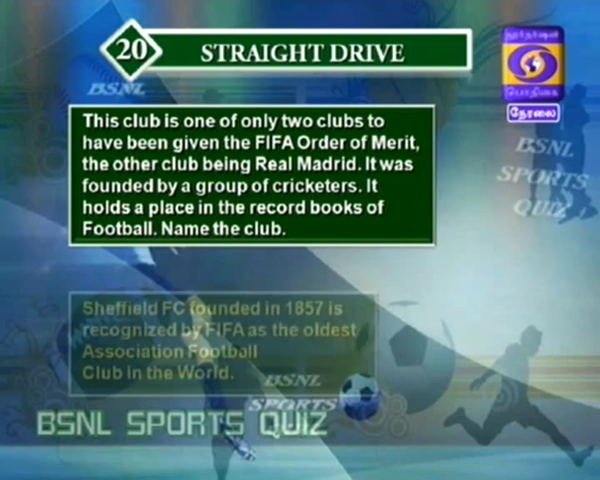 20
STRAIGHT DRIVE
தூர்தர்ஷன்
பொதிகை
நேரலை
BSNL
This club is one of only two clubs to
have been given the FIFA Order of Merit,
the other club being Real Madrid. It was
founded by a group of cricketers. It
holds a place in the record books of
Football. Name the club.
BSNL
SPORTS
QUIZ
Sheffield FC founded in 1857 is
recognized by FIFA as the oldest
Association Football
Club in the World.
BSNL
SPORTS
BSNL SPORTS QUIZ